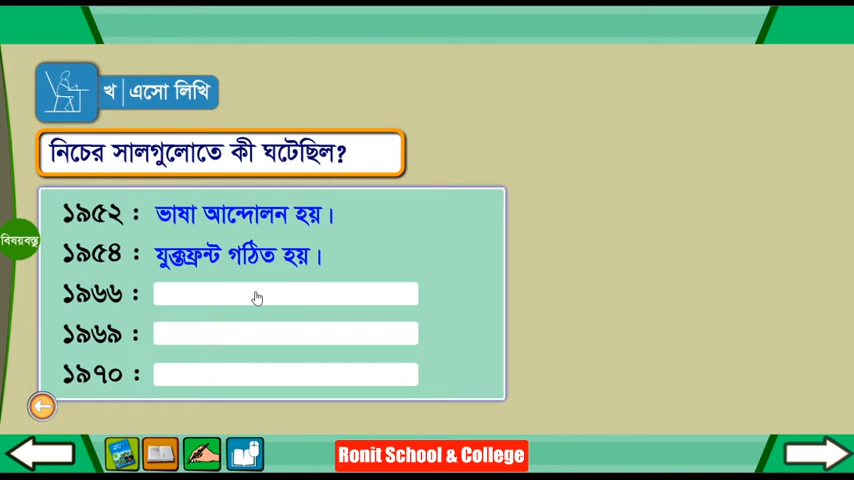 খ | এসো লিখি
নিচের সালগুলোতে কী ঘটেছিল?
১৯৫২ : ভাষা আন্দোলন হয়।
১৯৫৪ : যুক্তফ্রন্ট গঠিত হয়।
বিষয়বস্তু
১৯৬৬ :
১৯৬৯ :
১৯৭০ :
Ronit School & College